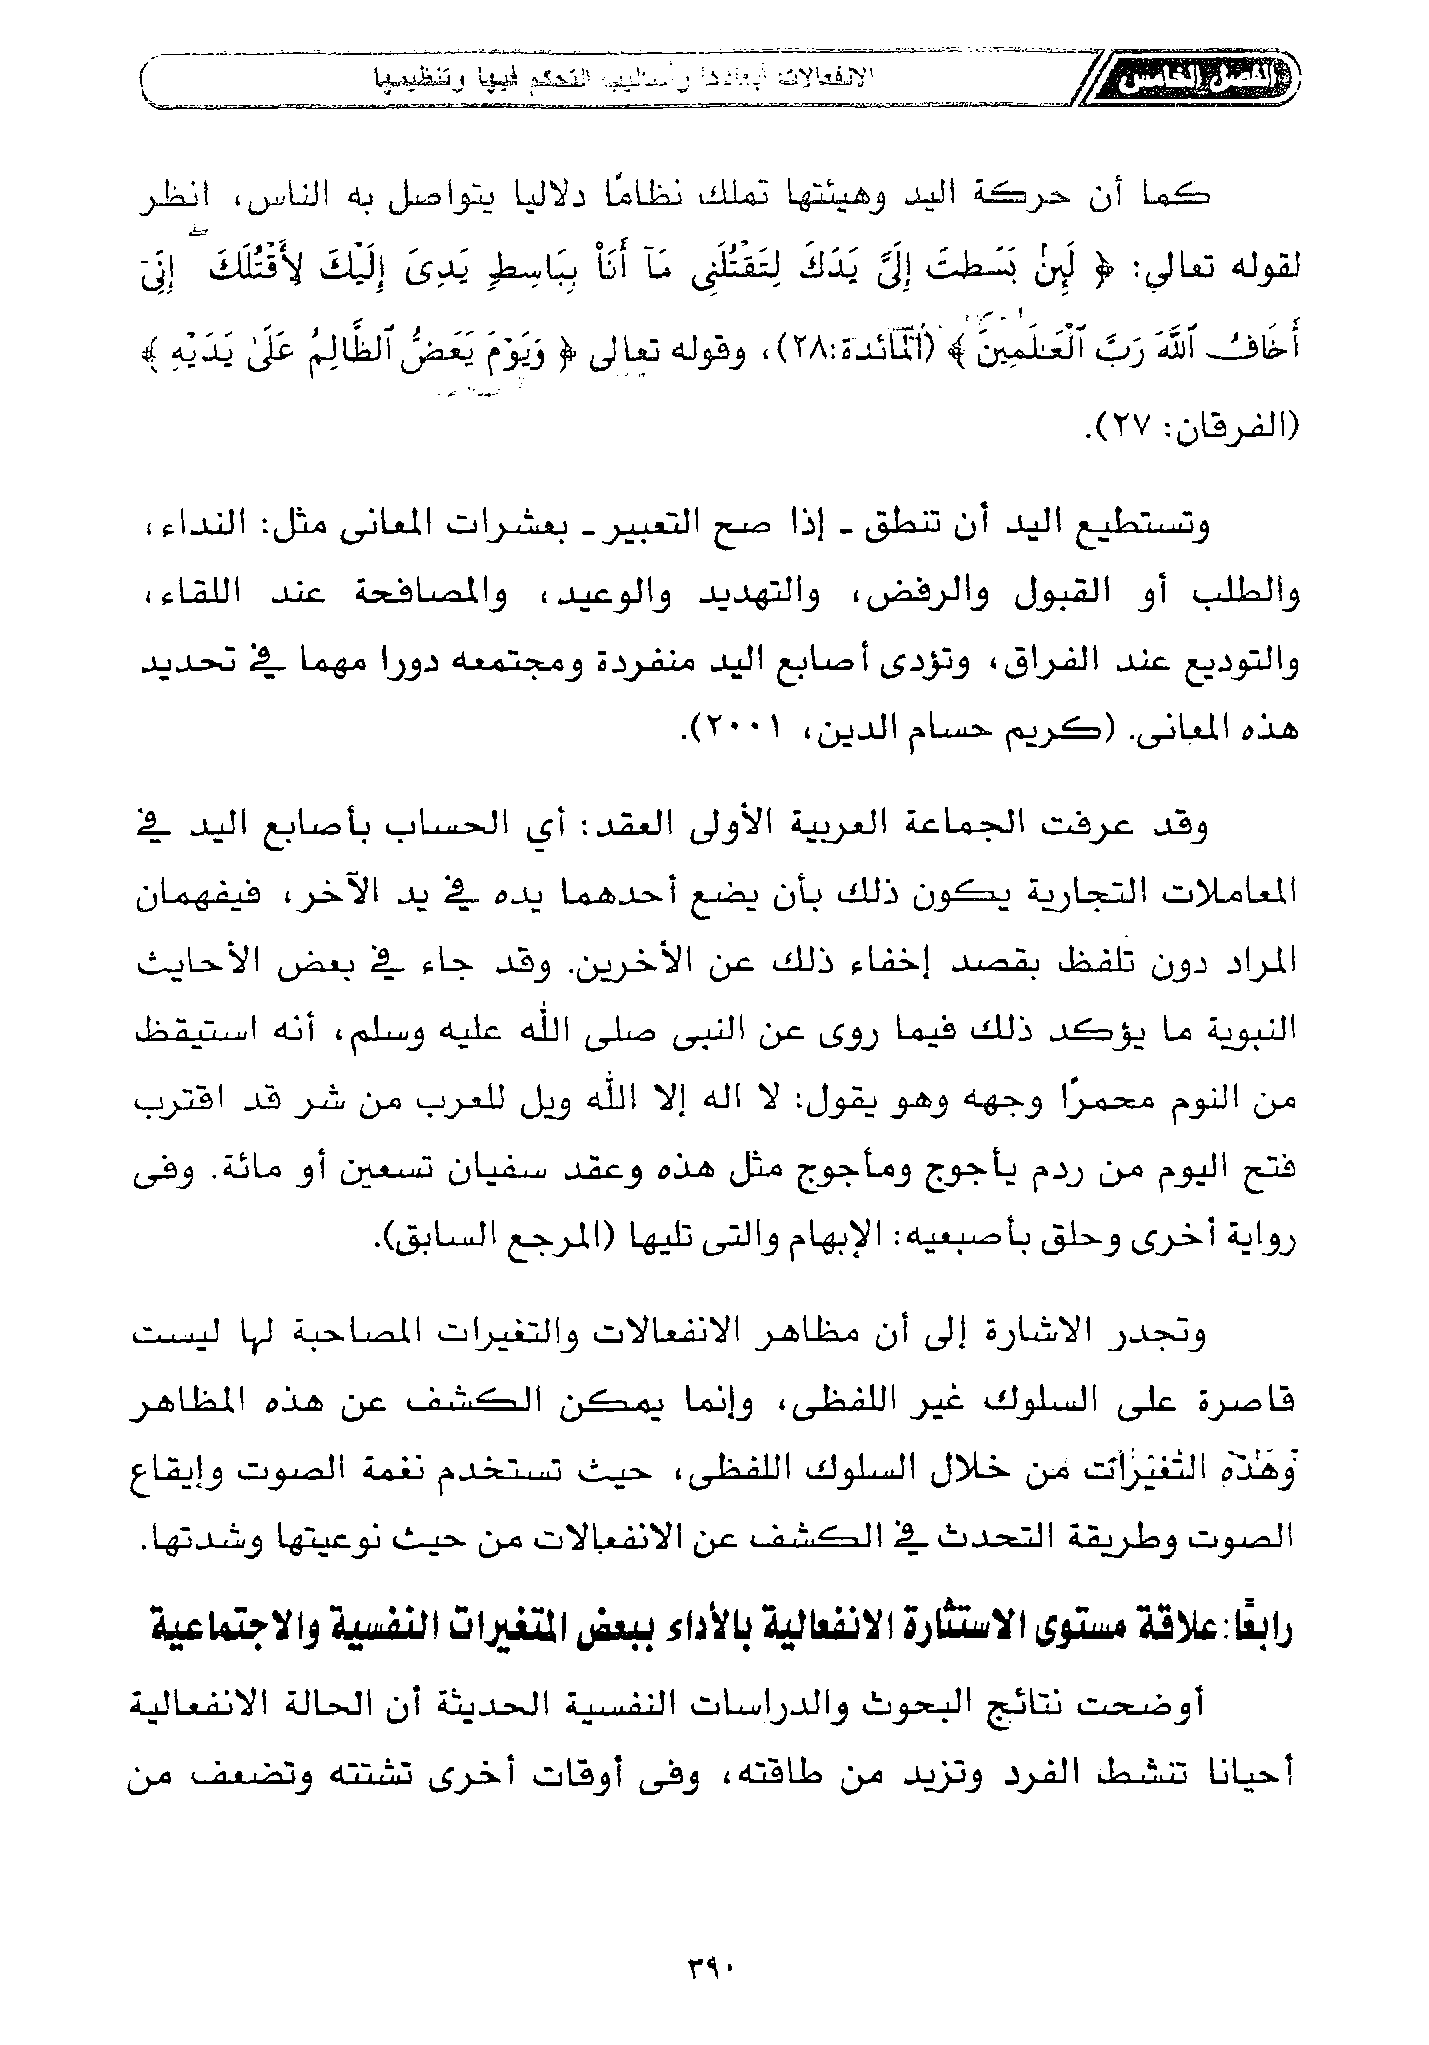 الفصل الخامس
الانفعالات أبعادها وأساليب التحكم فيها وتنظيمها
كما أن حركة اليد وهيئتها تملك نظامًا دلاليا يتواصل به الناس، انظر
لقوله تعالي: ﴿ لَئِنۢ بَسَطتَ إِلَىَّ يَدَكَ لِتَقْتُلَنِى مَآ أَنَا۠ بِبَاسِطٍ يَدِىَ إِلَيْكَ لِأَقْتُلَكَ ۖ إِنِّىٓ
أَخَافُ ٱللَّهَ رَبَّ ٱلْعَـٰلَمِينَ ﴾ (المائدة:٢٨)، وقوله تعالى ﴿ وَيَوْمَ يَعَضُّ ٱلظَّالِمُ عَلَىٰ يَدَيْهِ ﴾
(الفرقان: ٢٧).
وتستطيع اليد أن تنطق ـ إذا صح التعبير ـ بعشرات المعانى مثل: النداء،
والطلب أو القبول والرفض، والتهديد والوعيد، والمصافحة عند اللقاء،
والتوديع عند الفراق، وتؤدى أصابع اليد منفردة ومجتمعه دورا مهما في تحديد
هذه المعانى. (كريم حسام الدين، ٢٠٠١).
وقد عرفت الجماعة العربية الأولى العقد: أي الحساب بأصابع اليد في
المعاملات التجارية يكون ذلك بأن يضع أحدهما يده في يد الآخر، فيفهمان
المراد دون تلفظ بقصد إخفاء ذلك عن الأخرين. وقد جاء في بعض الأحايث
النبوية ما يؤكد ذلك فيما روى عن النبى صلى الله عليه وسلم، أنه استيقظ
من النوم محمرًا وجهه وهو يقول: لا اله إلا الله ويل للعرب من شر قد اقترب
فتح اليوم من ردم يأجوج ومأجوج مثل هذه وعقد سفيان تسعين أو مائة. وفى
رواية أخرى وحلق بأصبعيه: الإبهام والتى تليها (المرجع السابق).
وتجدر الاشارة إلى أن مظاهر الانفعالات والتغيرات المصاحبة لها ليست
قاصرة على السلوك غير اللفظى، وإنما يمكن الكشف عن هذه المظاهر
وهذه التغيرات من خلال السلوك اللفظى، حيث تستخدم نغمة الصوت وإيقاع
الصوت وطريقة التحدث في الكشف عن الانفعالات من حيث نوعيتها وشدتها.
رابعًا: علاقة مستوى الاستثارة الانفعالية بالأداء ببعض المتغيرات النفسية والاجتماعية
أوضحت نتائج البحوث والدراسات النفسية الحديثة أن الحالة الانفعالية
أحيانا تنشط الفرد وتزيد من طاقته، وفى أوقات أخرى تشتته وتضعف من
٣٩٠